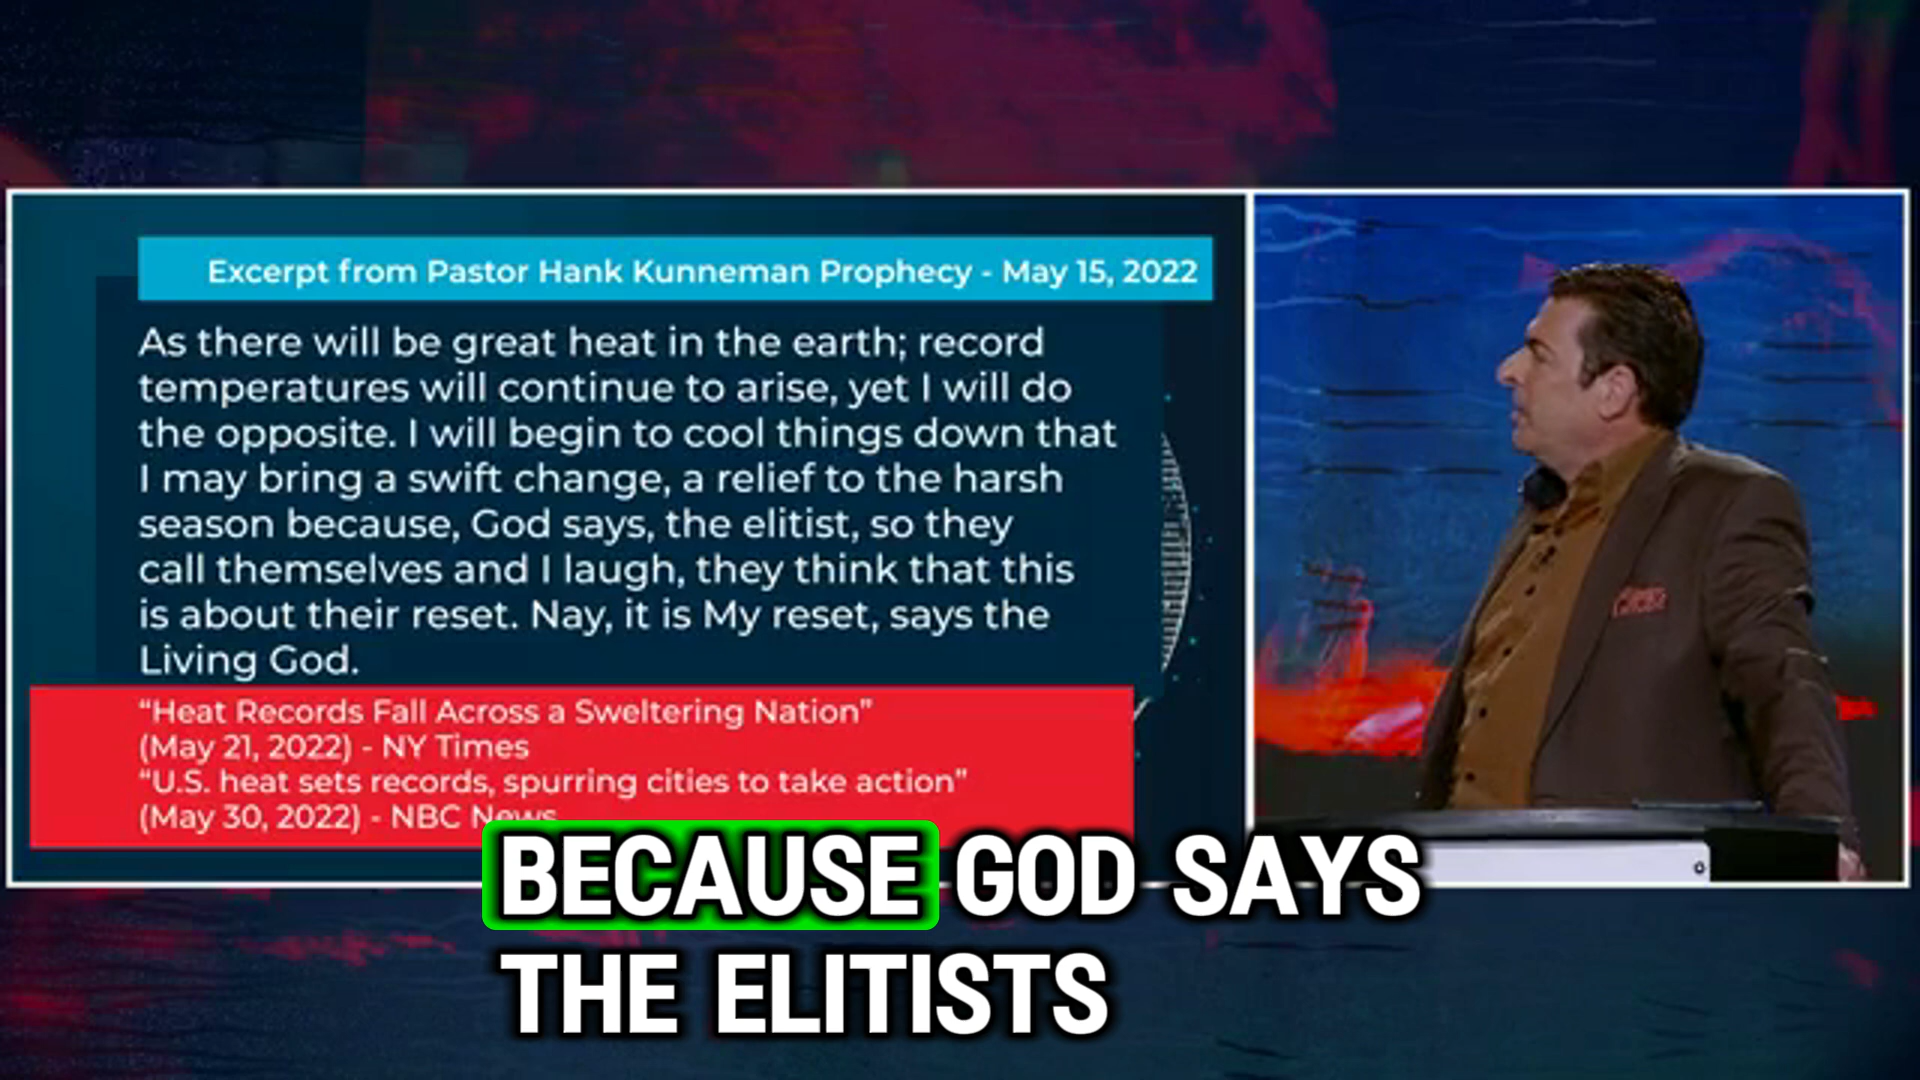 Excerpt from Pastor Hank Kunneman Prophecy - May 15, 2022
As there will be great heat in the earth; record
temperatures will continue to arise, yet I will do
the opposite. I will begin to cool things down that
I may bring a swift change, a relief to the harsh
season because, God says, the elitist, so they
call themselves and I laugh, they think that this
is about their reset. Nay, it is My reset, says the
Living God.
“Heat Records Fall Across a Sweltering Nation”
(May 21, 2022) - NY Times
“U.S. heat sets records, spurring cities to take action”
(May 30, 2022) - NBC News
BECAUSE GOD SAYS
THE ELITISTS